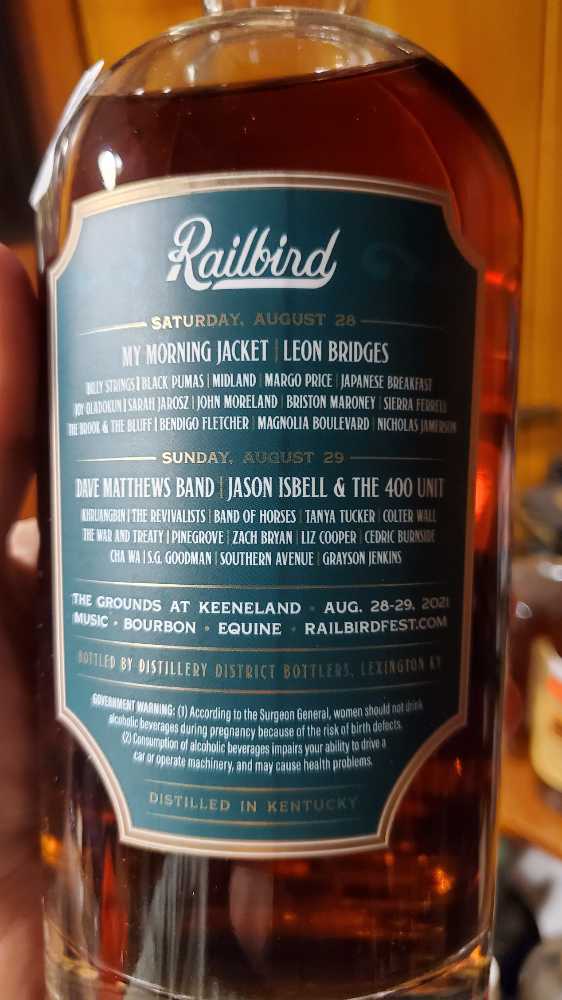 Railbird
SATURDAY, AUGUST 28
MY MORNING JACKET | LEON BRIDGES
BILLY STRINGS | BLACK PUMAS | MIDLAND | MARGO PRICE | JAPANESE BREAKFAST
JOY OLADOKUN | SARAH JAROSZ | JOHN MORELAND | BRISTON MARONEY | SIERRA FERRELL
THE BROOK & THE BLUFF | BENDIGO FLETCHER | MAGNOLIA BOULEVARD | NICHOLAS JAMERSON
SUNDAY, AUGUST 29
DAVE MATTHEWS BAND | JASON ISBELL & THE 400 UNIT
KHRUANGBIN | THE REVIVALISTS | BAND OF HORSES | TANYA TUCKER | COLTER WALL
THE WAR AND TREATY | PINEGROVE | ZACH BRYAN | LIZ COOPER | CEDRIC BURNSIDE
CHA WA | S.G. GOODMAN | SOUTHERN AVENUE | GRAYSON JENKINS
THE GROUNDS AT KEENELAND • AUG. 28-29, 2021
MUSIC • BOURBON • EQUINE • RAILBIRDFEST.COM
BOTTLED BY DISTILLERY DISTRICT BOTTLERS, LEXINGTON KY
GOVERNMENT WARNING: (1) According to the Surgeon General, women should not drink
alcoholic beverages during pregnancy because of the risk of birth defects.
(2) Consumption of alcoholic beverages impairs your ability to drive a
car or operate machinery, and may cause health problems.
DISTILLED IN KENTUCKY